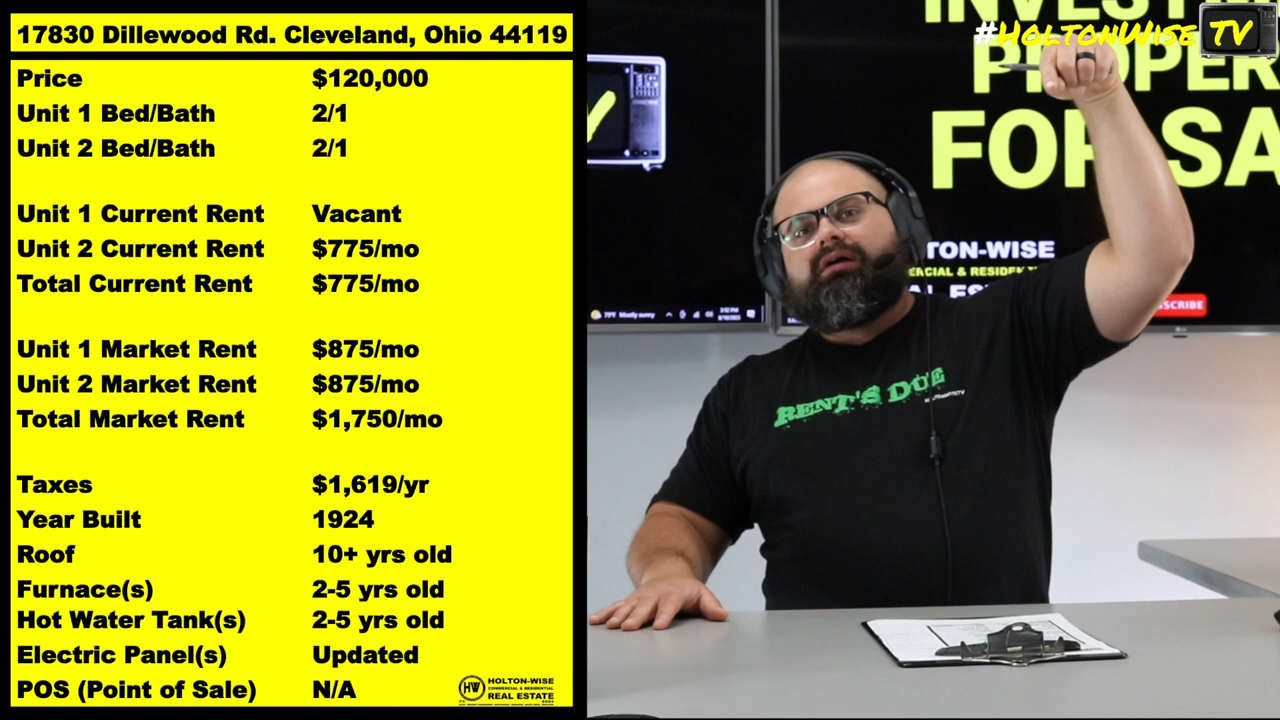 17830 Dillewood Rd. Cleveland, Ohio 44119
Price $120,000
Unit 1 Bed/Bath 2/1
Unit 2 Bed/Bath 2/1
Unit 1 Current Rent Vacant
Unit 2 Current Rent $775/mo
Total Current Rent $775/mo
Unit 1 Market Rent $875/mo
Unit 2 Market Rent $875/mo
Total Market Rent $1,750/mo
Taxes $1,619/yr
Year Built 1924
Roof 10+ yrs old
Furnace(s) 2-5 yrs old
Hot Water Tank(s) 2-5 yrs old
Electric Panel(s) Updated
POS (Point of Sale) N/A
HW
HOLTON-WISE
COMMERCIAL & RESIDENTIAL
REAL ESTATE
#HOLTONWISE TV
FOR SA
LTON-WISE
73°F Mostly sunny
RENT'S DUE